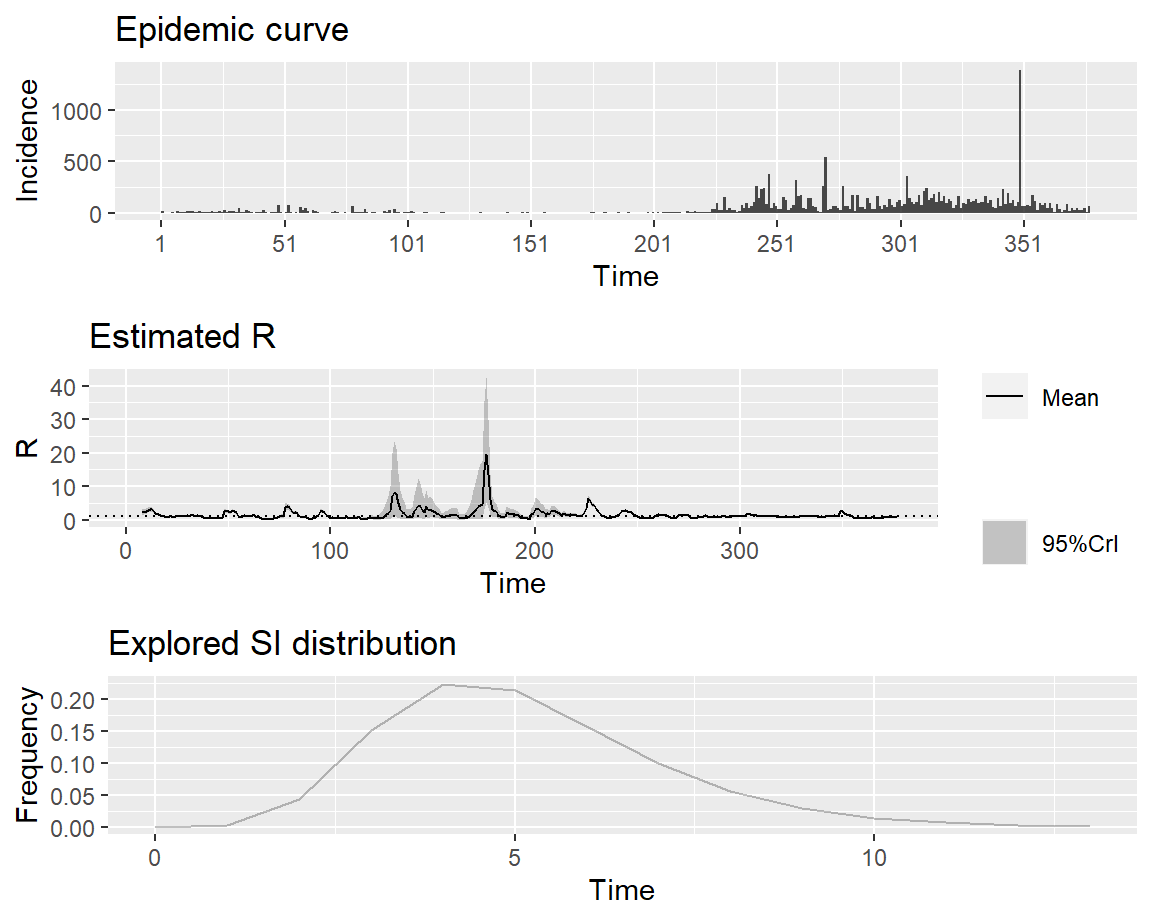 Epidemic curve
Incidence
1000
500
0
1 51 101 151 201 251 301 351
Time
Estimated R
R
40
30
20
10
0
0 100 200 300
Time
Mean
95%CrI
Explored SI distribution
Frequency
0.20
0.15
0.10
0.05
0.00
0 5 10
Time